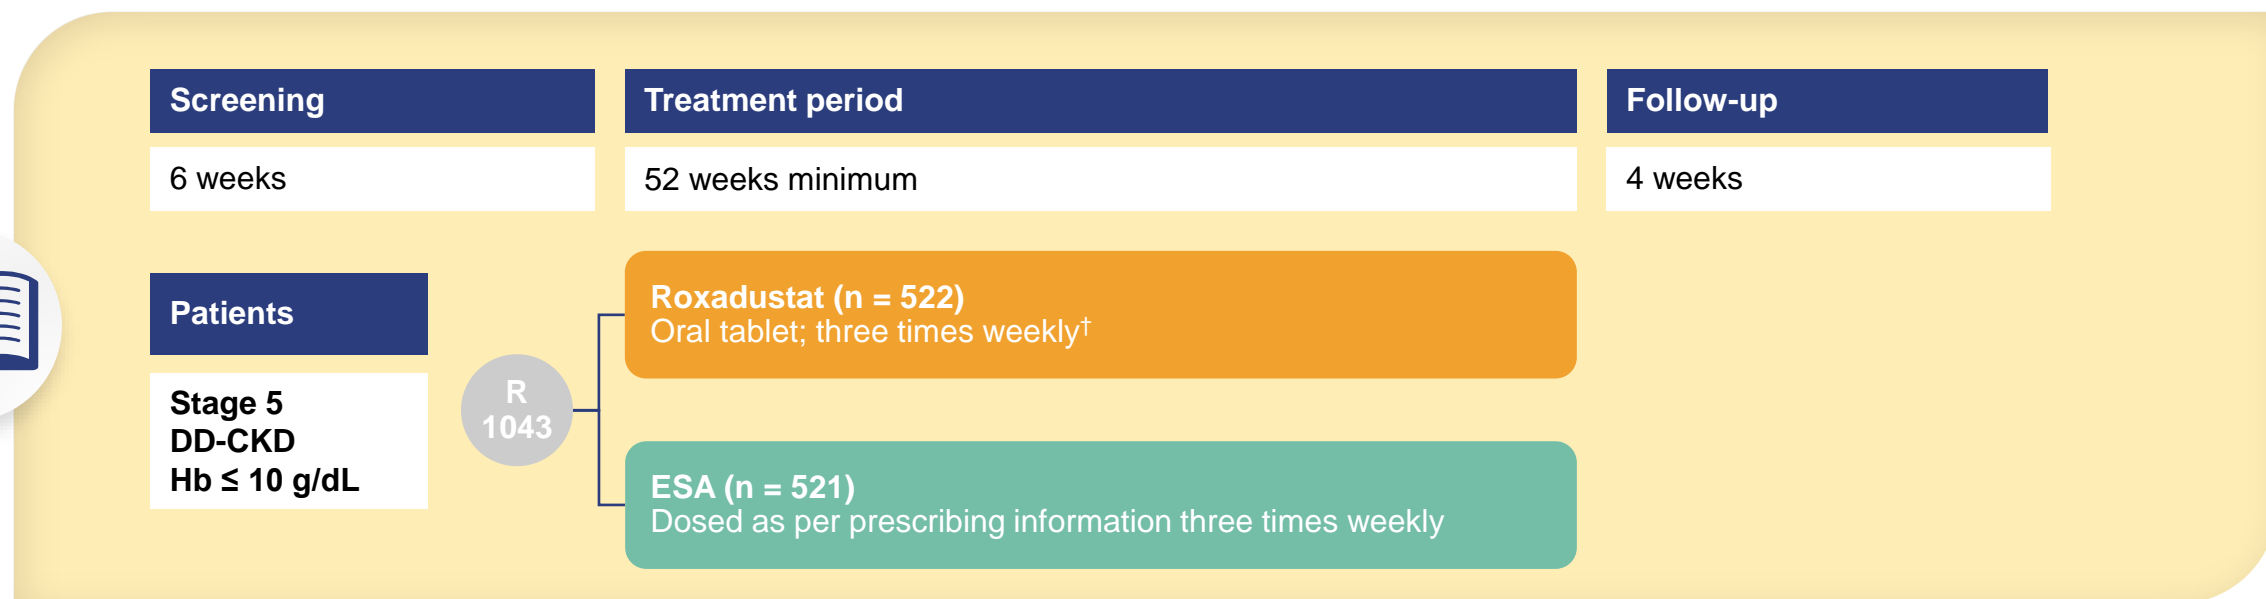 Screening
Treatment period
Follow-up
6 weeks
52 weeks minimum
4 weeks
Patients
Stage 5
DD-CKD
Hb ≤ 10 g/dL
R
1043
Roxadustat (n = 522)
Oral tablet; three times weekly†
ESA (n = 521)
Dosed as per prescribing information three times weekly